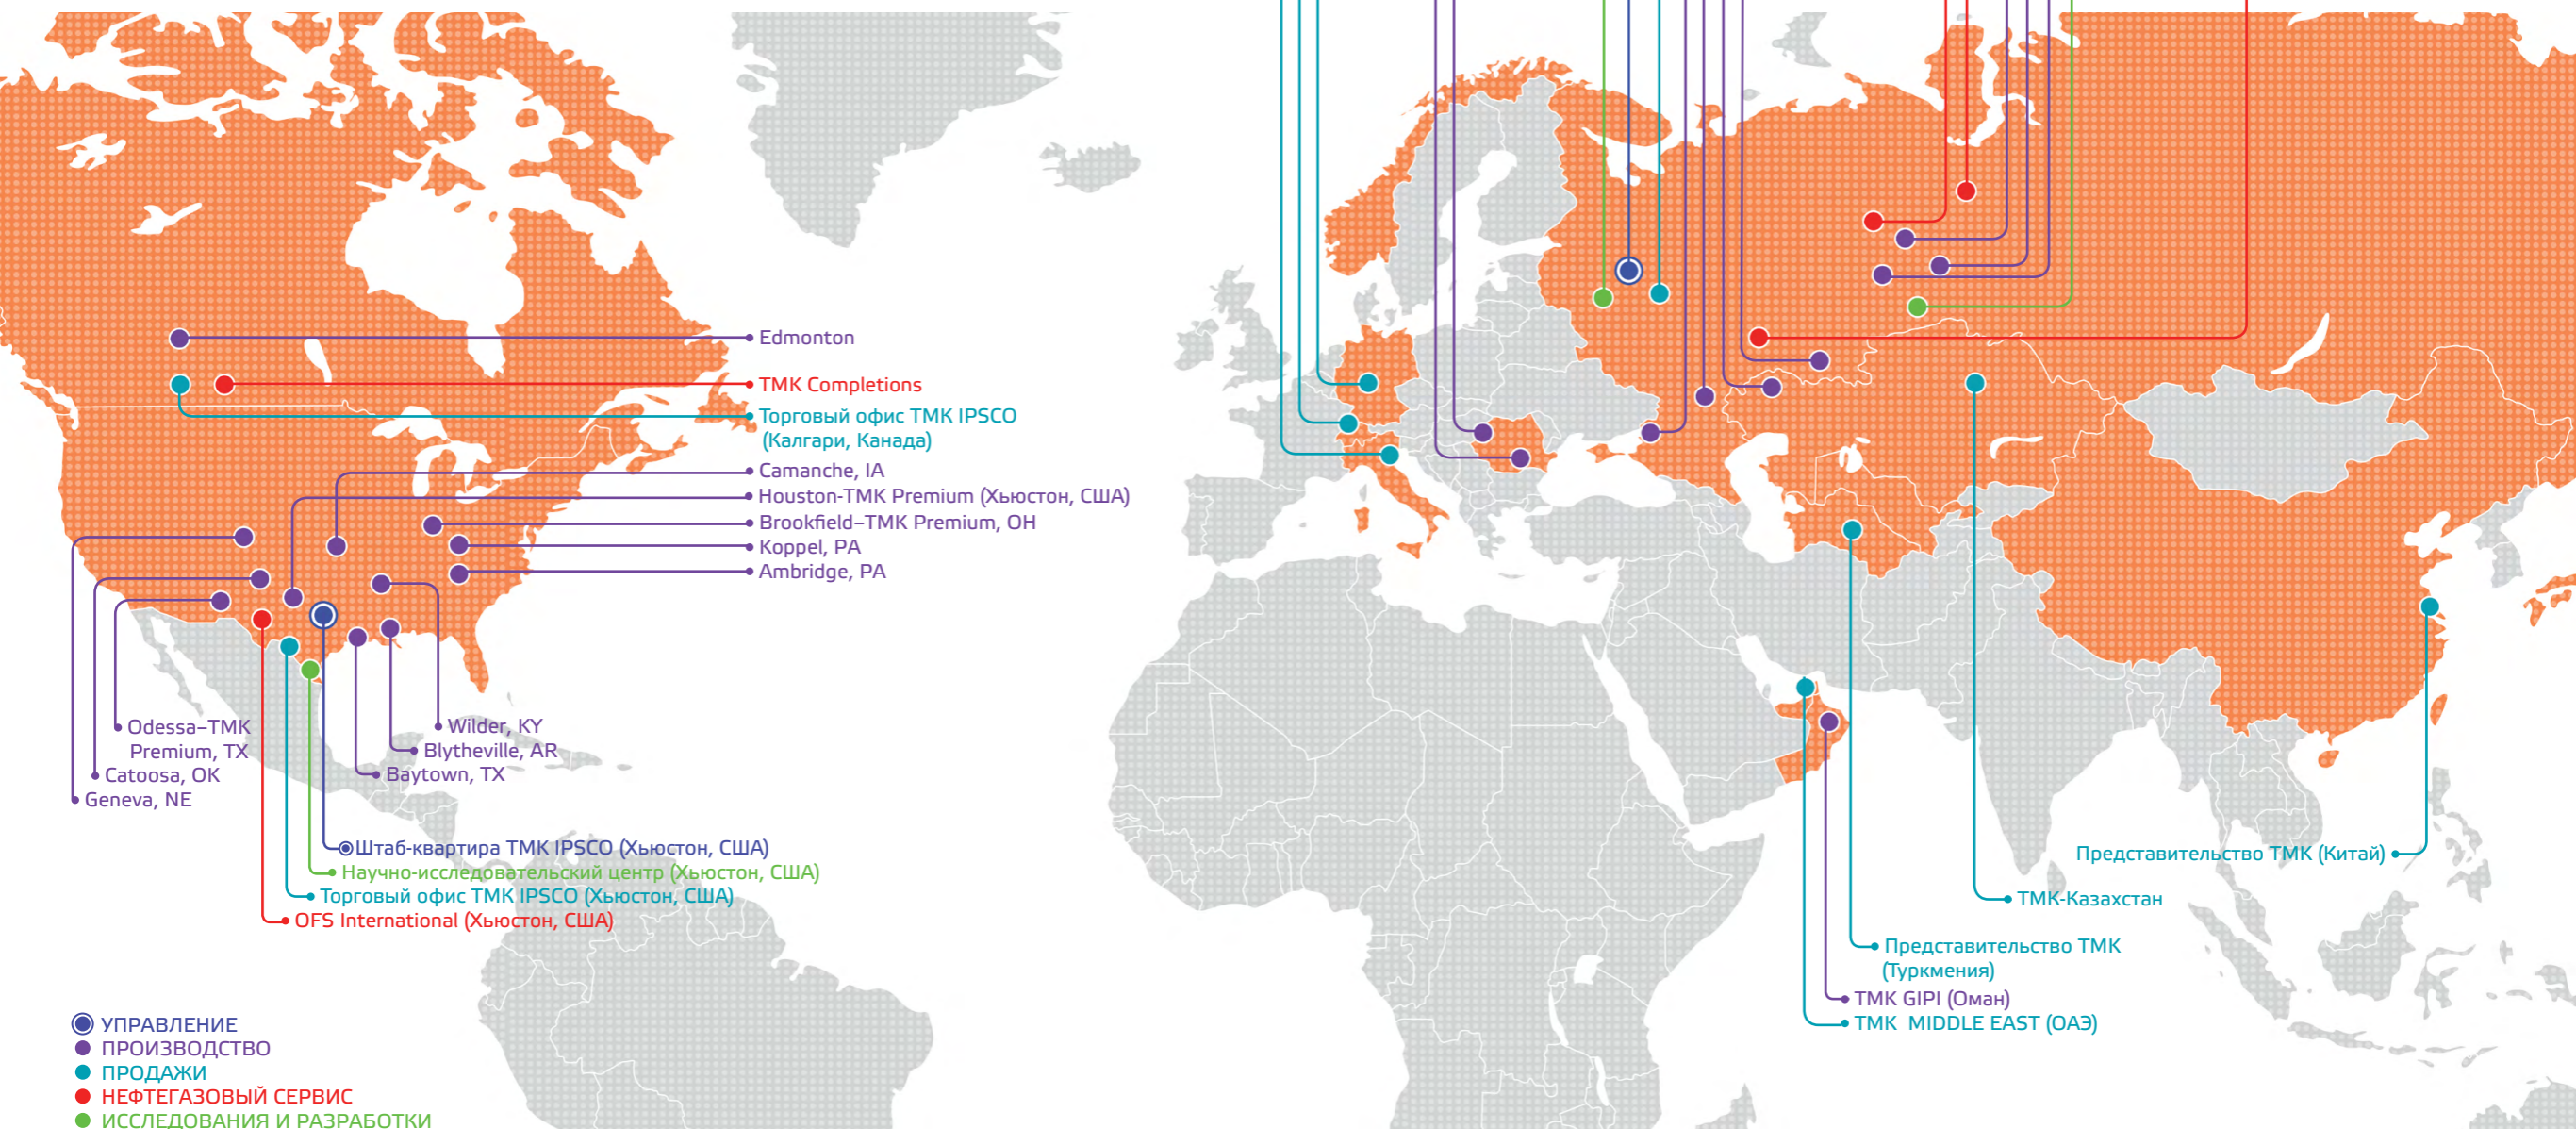 Edmonton
TMK Completions
Торговый офис TMK IPSCO
(Калгари, Канада)
Camanche, IA
Houston-TMK Premium (Хьюстон, США)
Brookfield–TMK Premium, OH
Koppel, PA
Ambridge, PA
Odessa–TMK
Premium, TX
Catoosa, OK
Geneva, NE
Wilder, KY
Blytheville, AR
Baytown, TX
Штаб-квартира TMK IPSCO (Хьюстон, США)
Научно-исследовательский центр (Хьюстон, США)
Торговый офис TMK IPSCO (Хьюстон, США)
OFS International (Хьюстон, США)
Представительство ТМК (Китай)
ТМК-Казахстан
Представительство ТМК
(Туркмения)
TMK GIPI (Оман)
TMK MIDDLE EAST (ОАЭ)
УПРАВЛЕНИЕ
ПРОИЗВОДСТВО
ПРОДАЖИ
НЕФТЕГАЗОВЫЙ СЕРВИС
ИССЛЕДОВАНИЯ И РАЗРАБОТКИ